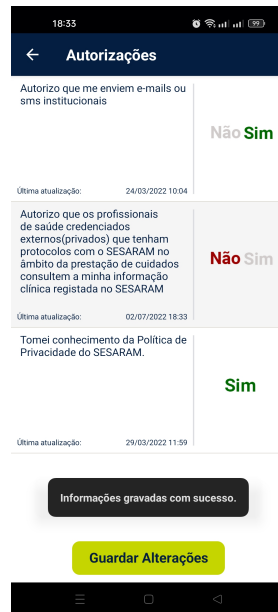 18:33
99
Autorizações
Autorizo que me enviem e-mails ou
sms institucionais
Não Sim
Última atualização: 24/03/2022 10:04
Autorizo que os profissionais
de saúde credenciados
externos(privados) que tenham
protocolos com o SESARAM no
âmbito da prestação de cuidados
consultem a minha informação
clínica registada no SESARAM
Não Sim
Última atualização: 02/07/2022 18:33
Tomei conhecimento da Política de
Privacidade do SESARAM.
Sim
Última atualização: 29/03/2022 11:59
Informações gravadas com sucesso.
Guardar Alterações